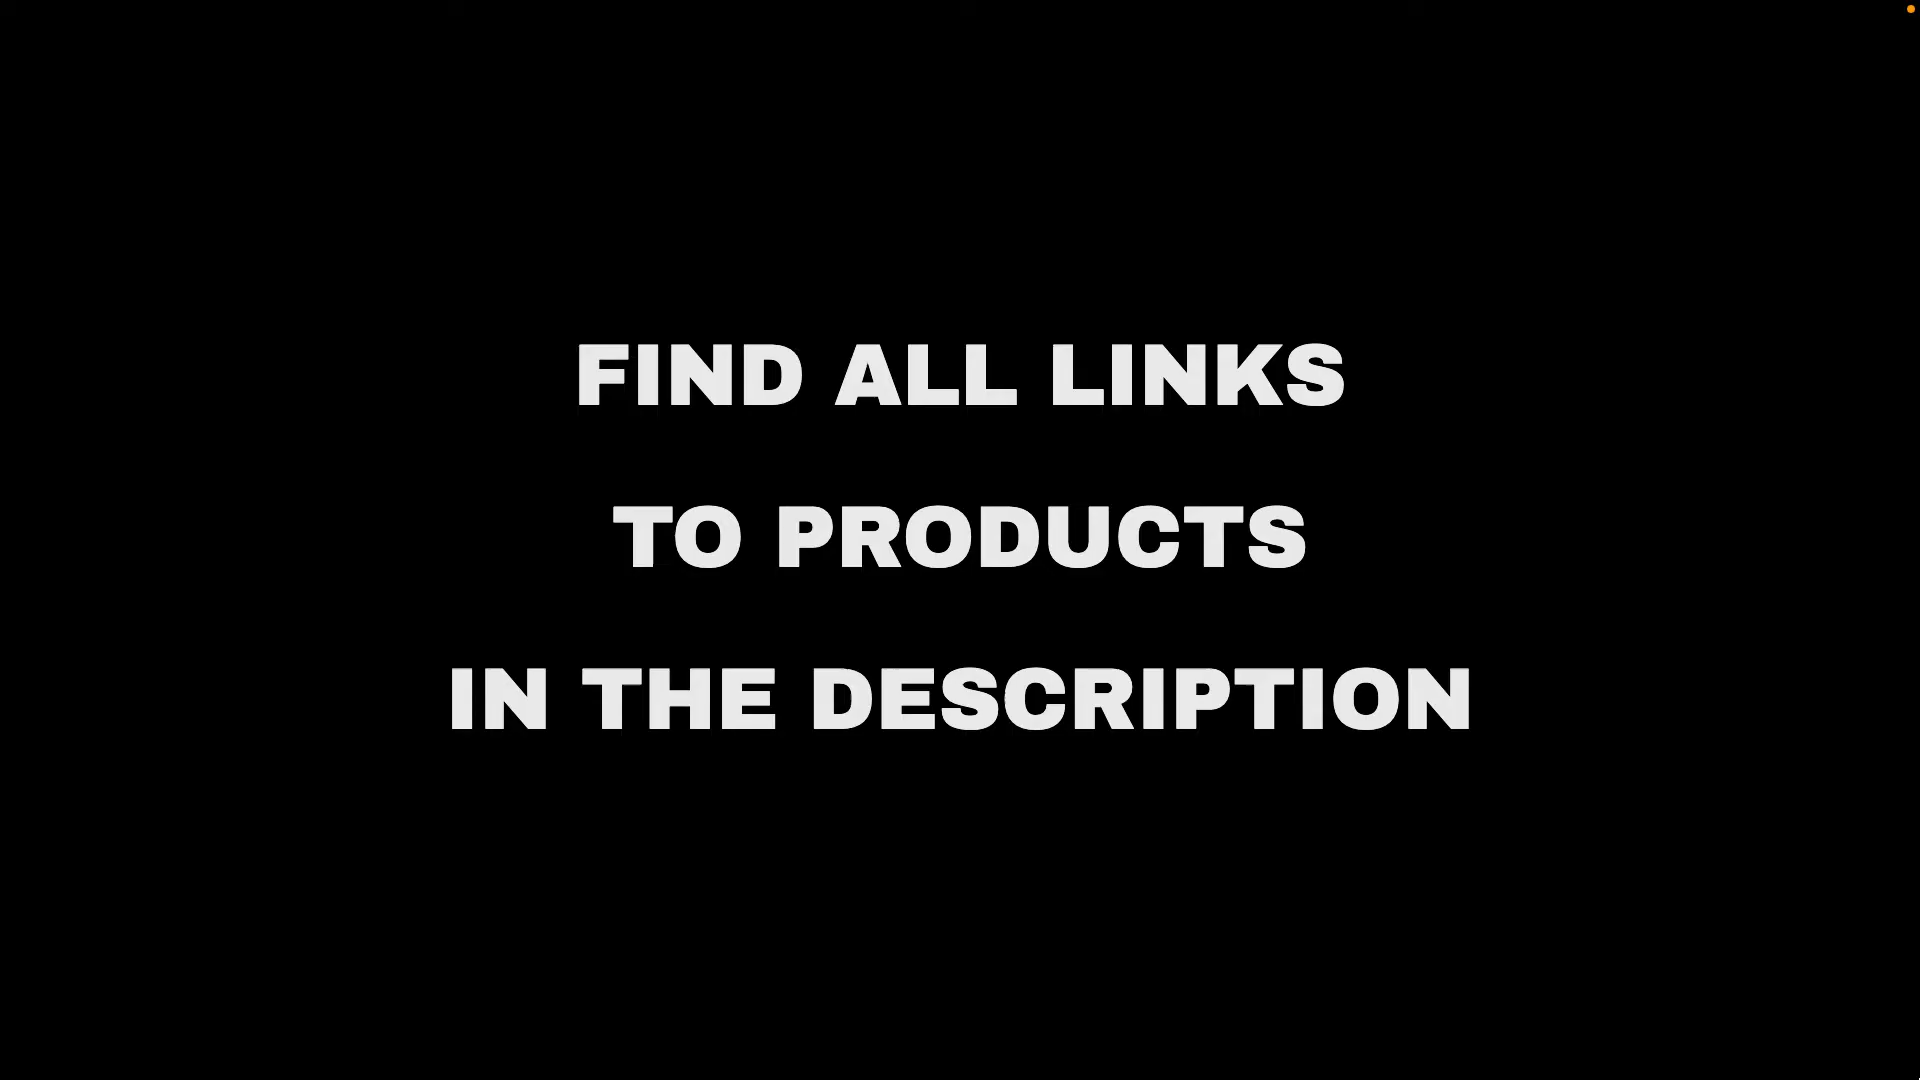 FIND ALL LINKS
TO PRODUCTS
IN THE DESCRIPTION